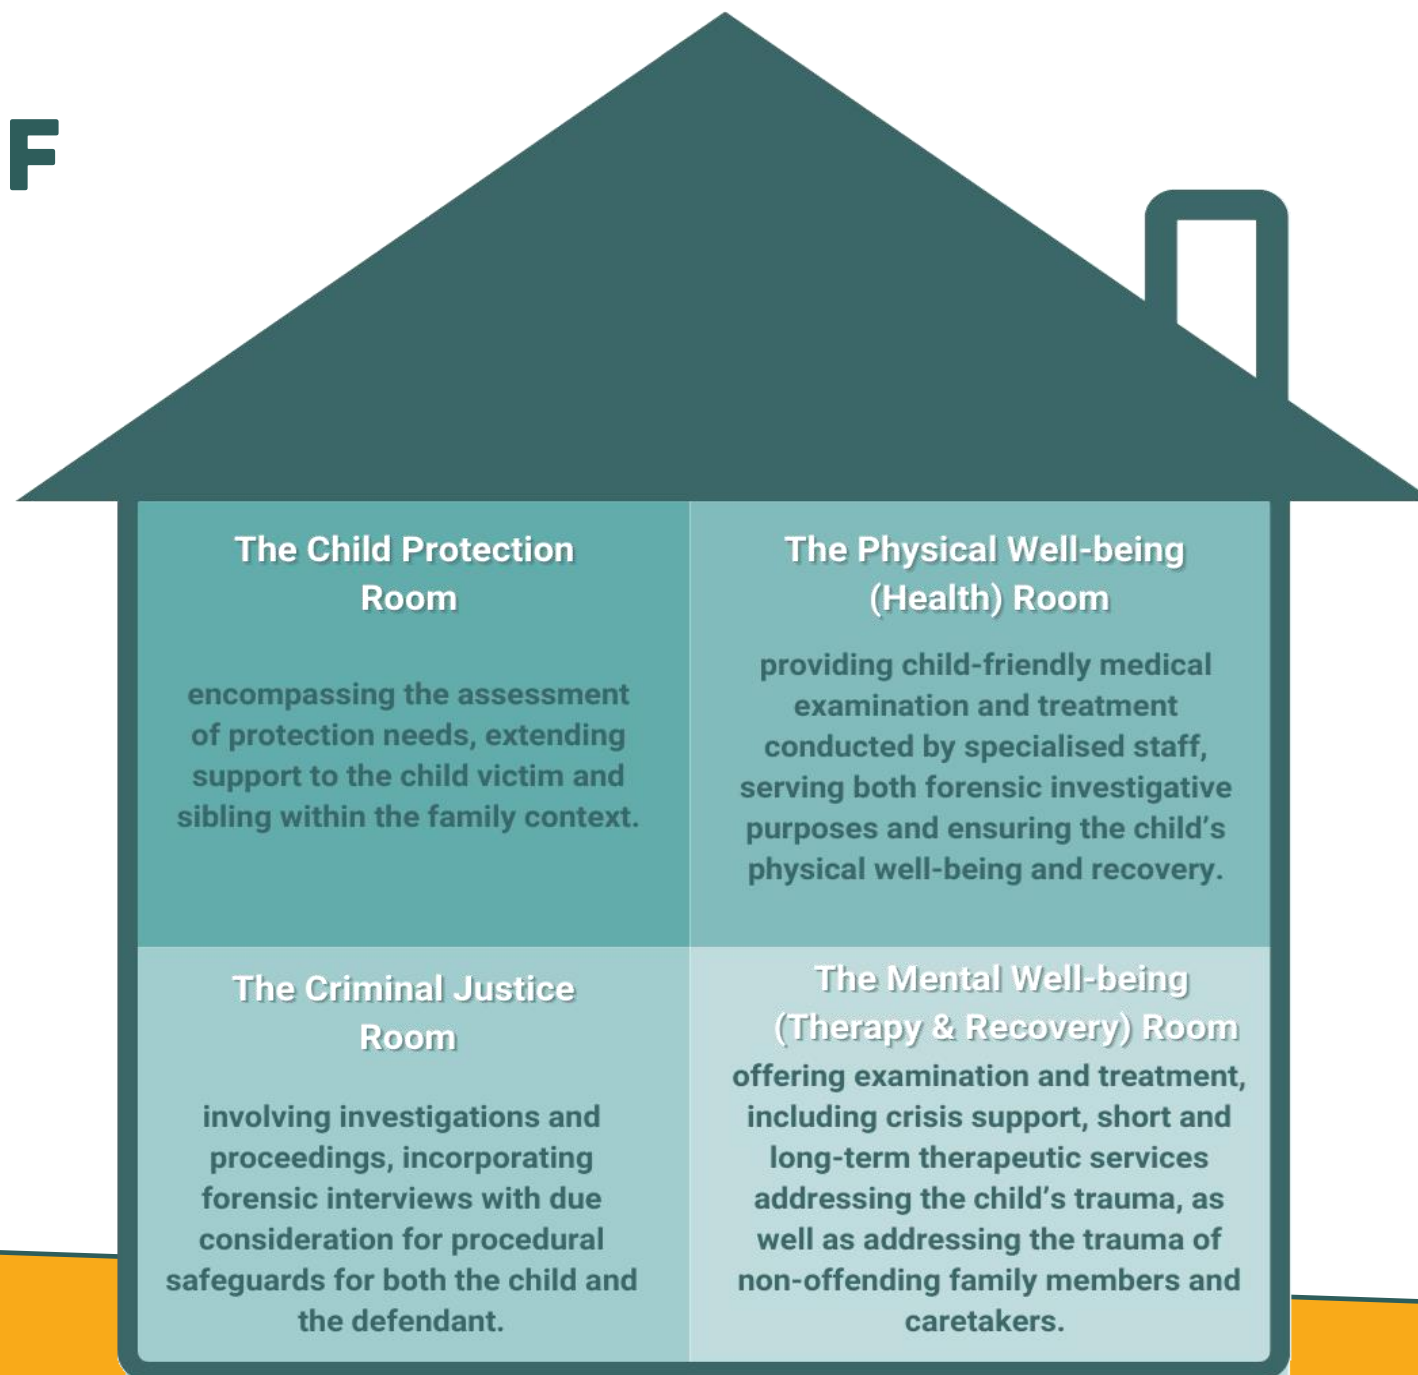 F
The Child Protection
Room
encompassing the assessment
of protection needs, extending
support to the child victim and
sibling within the family context.
The Physical Well-being
(Health) Room
providing child-friendly medical
examination and treatment
conducted by specialised staff,
serving both forensic investigative
purposes and ensuring the child’s
physical well-being and recovery.
The Criminal Justice
Room
involving investigations and
proceedings, incorporating
forensic interviews with due
consideration for procedural
safeguards for both the child and
the defendant.
The Mental Well-being
(Therapy & Recovery) Room
offering examination and treatment,
including crisis support, short and
long-term therapeutic services
addressing the child’s trauma, as
well as addressing the trauma of
non-offending family members and
caretakers.